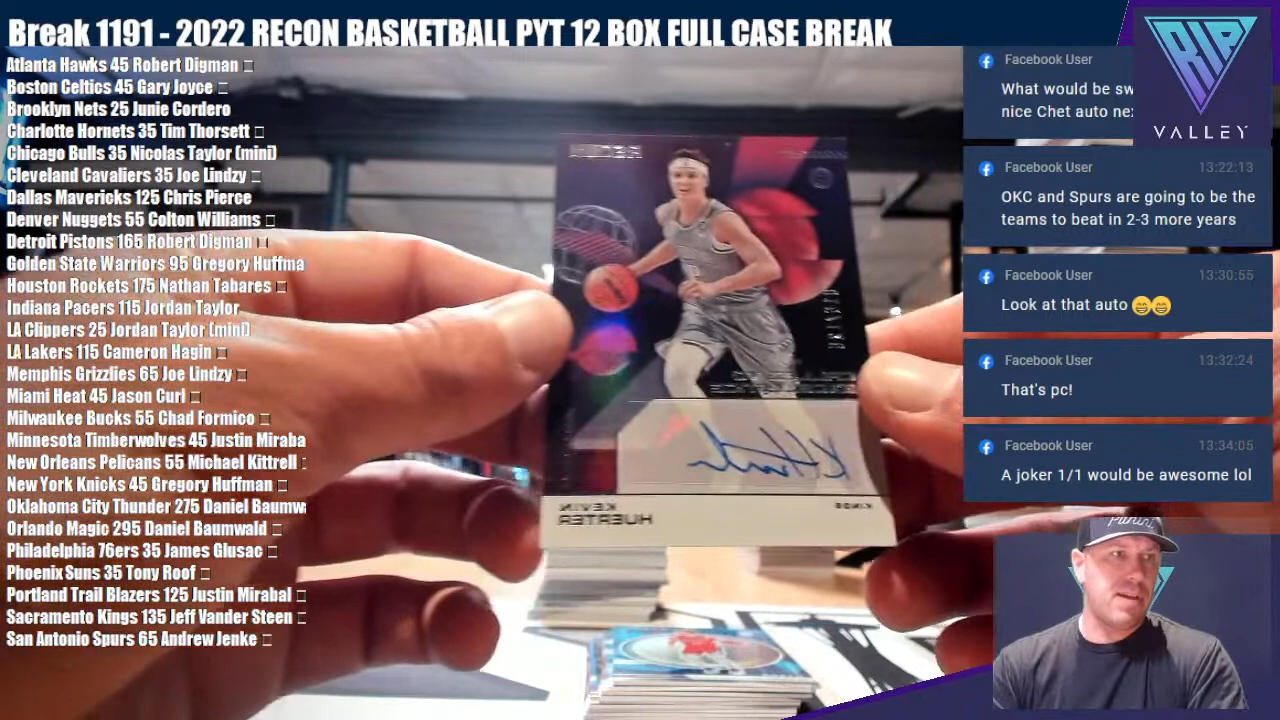 Break 1191 - 2022 RECON BASKETBALL PYT 12 BOX FULL CASE BREAK
Atlanta Hawks 45 Robert Digman
Boston Celtics 45 Gary Joyce
Brooklyn Nets 25 Junie Cordero
Charlotte Hornets 35 Tim Thorsett
Chicago Bulls 35 Nicolas Taylor (mini)
Cleveland Cavaliers 35 Joe Lindzy
Dallas Mavericks 125 Chris Pierce
Denver Nuggets 55 Colton Williams
Detroit Pistons 165 Robert Digman
Golden State Warriors 95 Gregory Huffma
Houston Rockets 175 Nathan Tabares
Indiana Pacers 115 Jordan Taylor
LA Clippers 25 Jordan Taylor (mini)
LA Lakers 115 Cameron Hagin
Memphis Grizzlies 65 Joe Lindzy
Miami Heat 45 Jason Curl
Milwaukee Bucks 55 Chad Formico
Minnesota Timberwolves 45 Justin Miraba
New Orleans Pelicans 55 Michael Kittrell
New York Knicks 45 Gregory Huffman
Oklahoma City Thunder 275 Daniel Baumwa
Orlando Magic 295 Daniel Baumwald
Philadelphia 76ers 35 James Glusac
Phoenix Suns 35 Tony Roof
Portland Trail Blazers 125 Justin Mirabal
Sacramento Kings 135 Jeff Vander Steen
San Antonio Spurs 65 Andrew Jenke
KEVIN
HUERTER
KINGS
Facebook User
What would be sw
nice Chet auto nex
Facebook User 13:22:13
OKC and Spurs are going to be the
teams to beat in 2-3 more years
Facebook User 13:30:55
Look at that auto 😁😁
Facebook User 13:32:24
That's pc!
Facebook User 13:34:05
A joker 1/1 would be awesome lol
RIP
VALLEY
PANINI